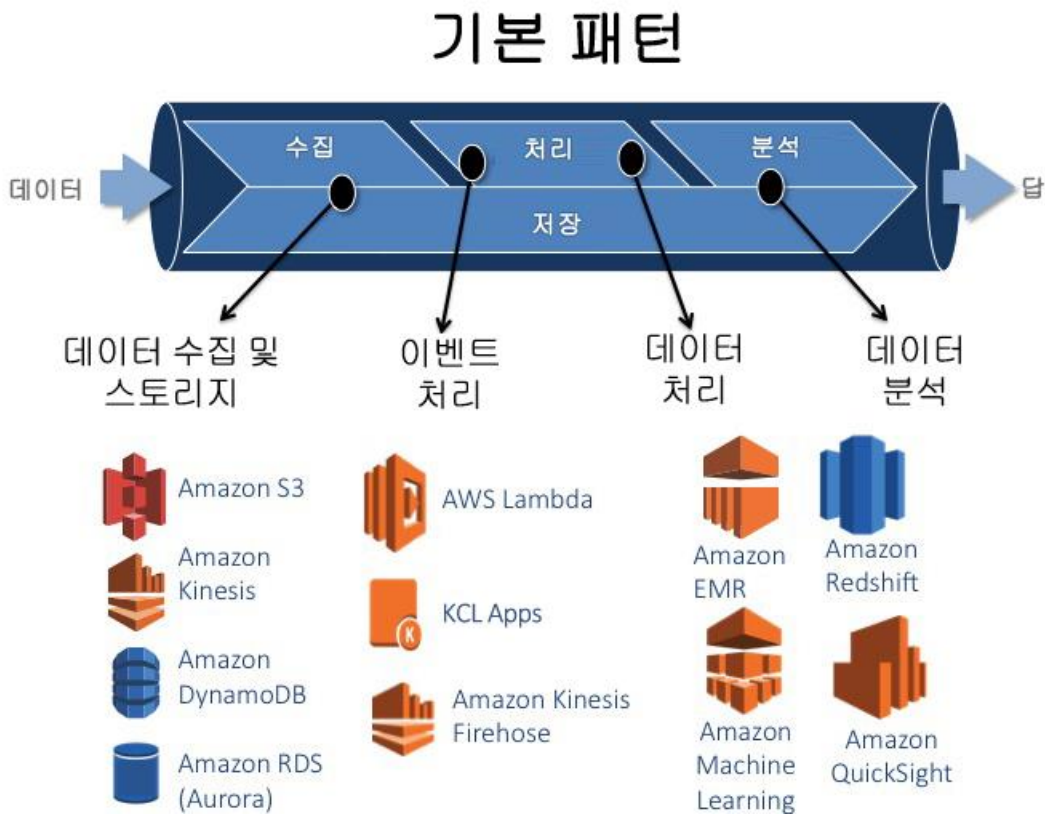 기본 패턴
수집
처리
분석
데이터
답
저장
데이터 수집 및
스토리지
이벤트
처리
데이터
처리
데이터
분석
Amazon S3
Amazon
Kinesis
Amazon
DynamoDB
Amazon RDS
(Aurora)
AWS Lambda
KCL Apps
K
Amazon Kinesis
Firehose
Amazon
EMR
Amazon
Redshift
Amazon
Machine
Learning
Amazon
QuickSight